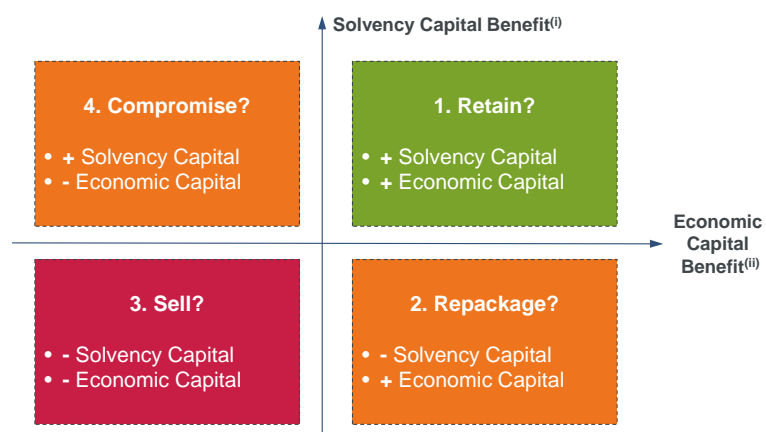 Solvency Capital Benefit(i)
4. Compromise?
• + Solvency Capital
• - Economic Capital
1. Retain?
• + Solvency Capital
• + Economic Capital
Economic
Capital
Benefit(ii)
3. Sell?
• - Solvency Capital
• - Economic Capital
2. Repackage?
• - Solvency Capital
• + Economic Capital